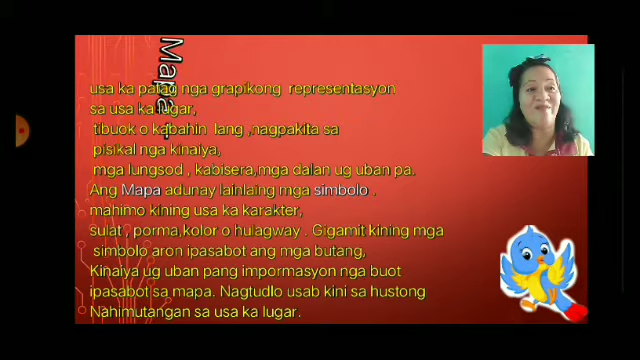 Mapa -
usa ka patag nga grapikong representasyon
sa usa ka lugar,
tibuok o kabahin lang ,nagpakita sa
pisikal nga kinaiya,
mga lungsod , kabisera,mga dalan ug uban pa.
Ang Mapa adunay lainlaing mga simbolo .
mahimo kining usa ka karakter,
sulat , porma,kolor o hulagway . Gigamit kining mga
simbolo aron ipasabot ang mga butang,
Kinaiya ug uban pang impormasyon nga buot
ipasabot sa mapa. Nagtudlo usab kini sa hustong
Nahimutangan sa usa ka lugar.